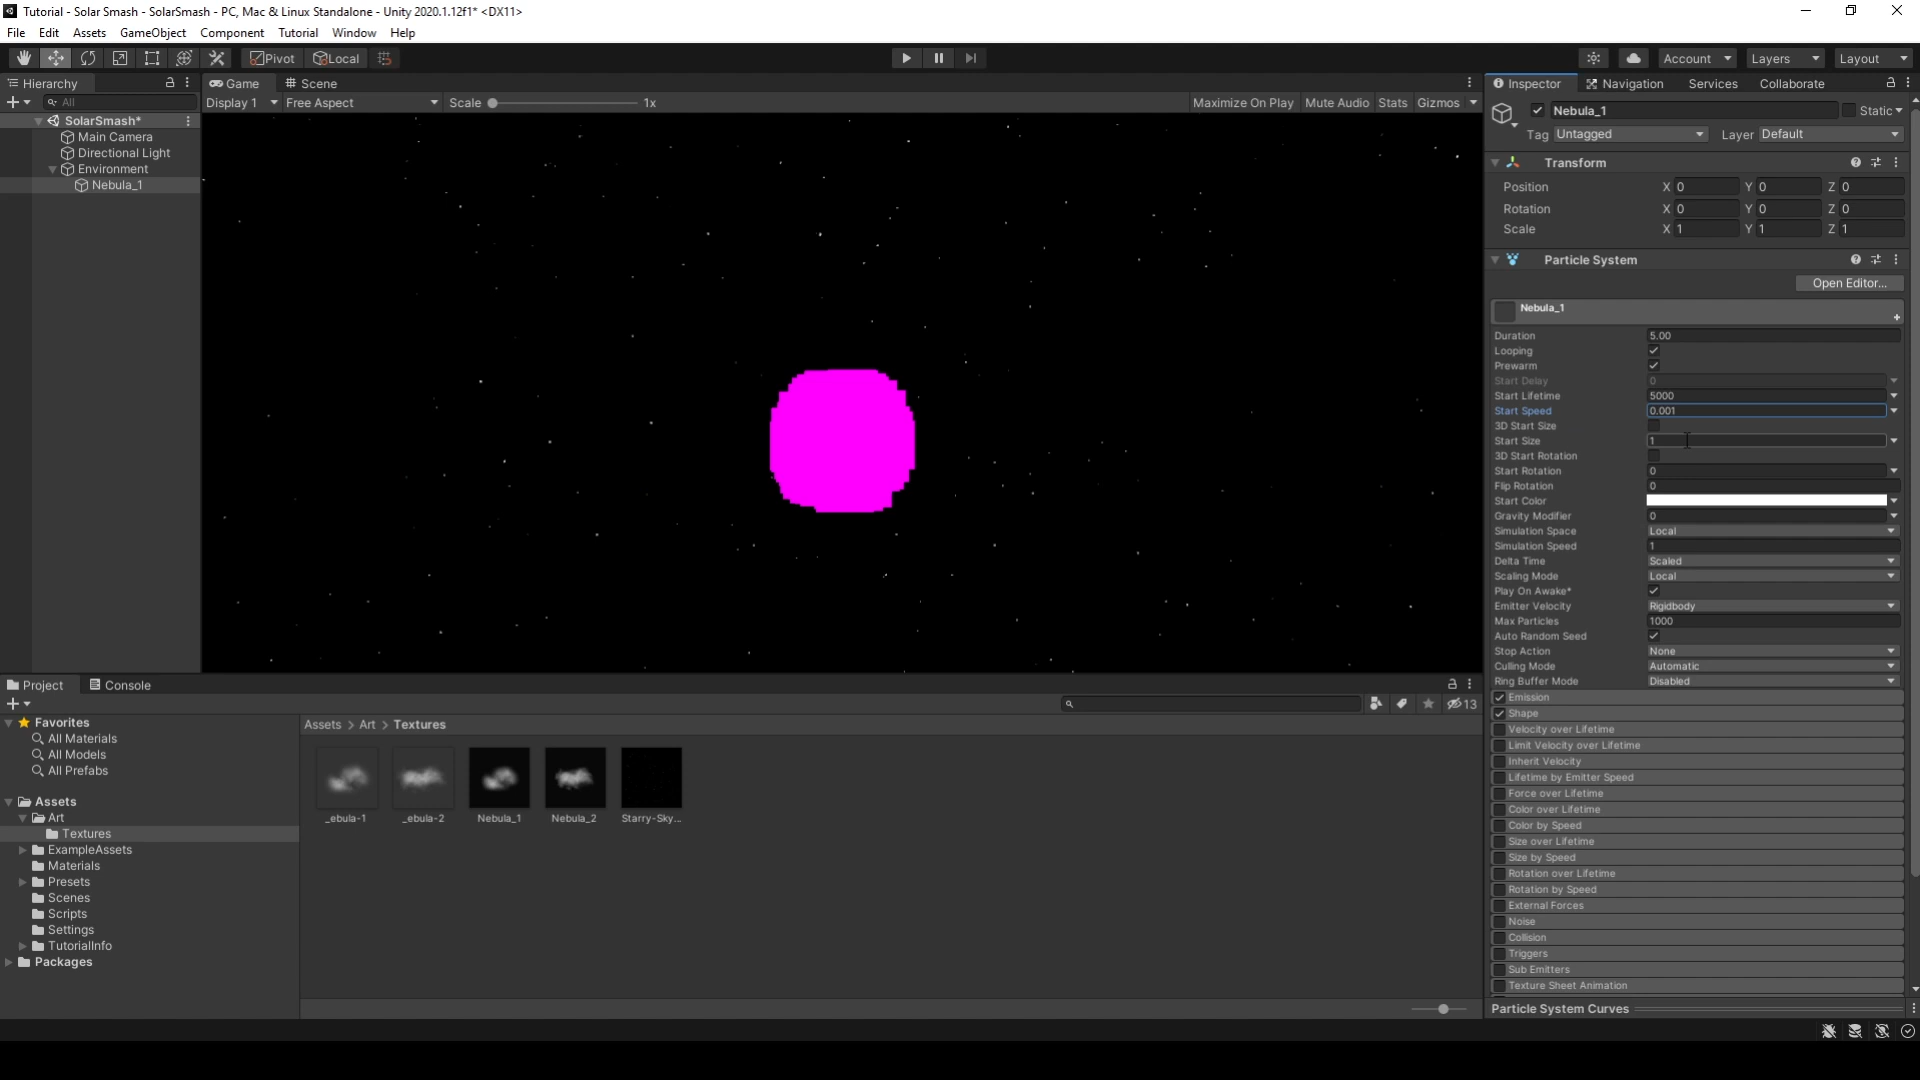 Tutorial - Solar Smash - SolarSmash - PC, Mac & Linux Standalone - Unity 2020.1.12f1* <DX11>
File Edit Assets GameObject Component Tutorial Window Help
Pivot Local Account Layers Layout
Hierarchy
All
SolarSmash*
Main Camera
Directional Light
Environment
Nebula_1
Game Scene
Display 1 Free Aspect Scale 1x Maximize On Play Mute Audio Stats Gizmos
Inspector Navigation Services Collaborate
Nebula_1 Static
Tag Untagged Layer Default
Transform
Position X 0 Y 0 Z 0
Rotation X 0 Y 0 Z 0
Scale X 1 Y 1 Z 1
Particle System
Open Editor...
Nebula_1
Duration 5.00
Looping
Prewarm
Start Delay 0
Start Lifetime 5000
Start Speed 0.001
3D Start Size
Start Size 1
3D Start Rotation
Start Rotation 0
Flip Rotation 0
Start Color
Gravity Modifier 0
Simulation Space Local
Simulation Speed 1
Delta Time Scaled
Scaling Mode Local
Play On Awake*
Emitter Velocity Rigidbody
Max Particles 1000
Auto Random Seed
Stop Action None
Culling Mode Automatic
Ring Buffer Mode Disabled
Emission
Shape
Velocity over Lifetime
Limit Velocity over Lifetime
Inherit Velocity
Lifetime by Emitter Speed
Force over Lifetime
Color over Lifetime
Color by Speed
Size over Lifetime
Size by Speed
Rotation over Lifetime
Rotation by Speed
External Forces
Noise
Collision
Triggers
Sub Emitters
Texture Sheet Animation
Particle System Curves
Project Console
13
Favorites
All Materials
All Models
All Prefabs
Assets
Art
Textures
ExampleAssets
Materials
Presets
Scenes
Scripts
Settings
TutorialInfo
Packages
Assets > Art > Textures
_ebula-1 _ebula-2 Nebula_1 Nebula_2 Starry-Sky...